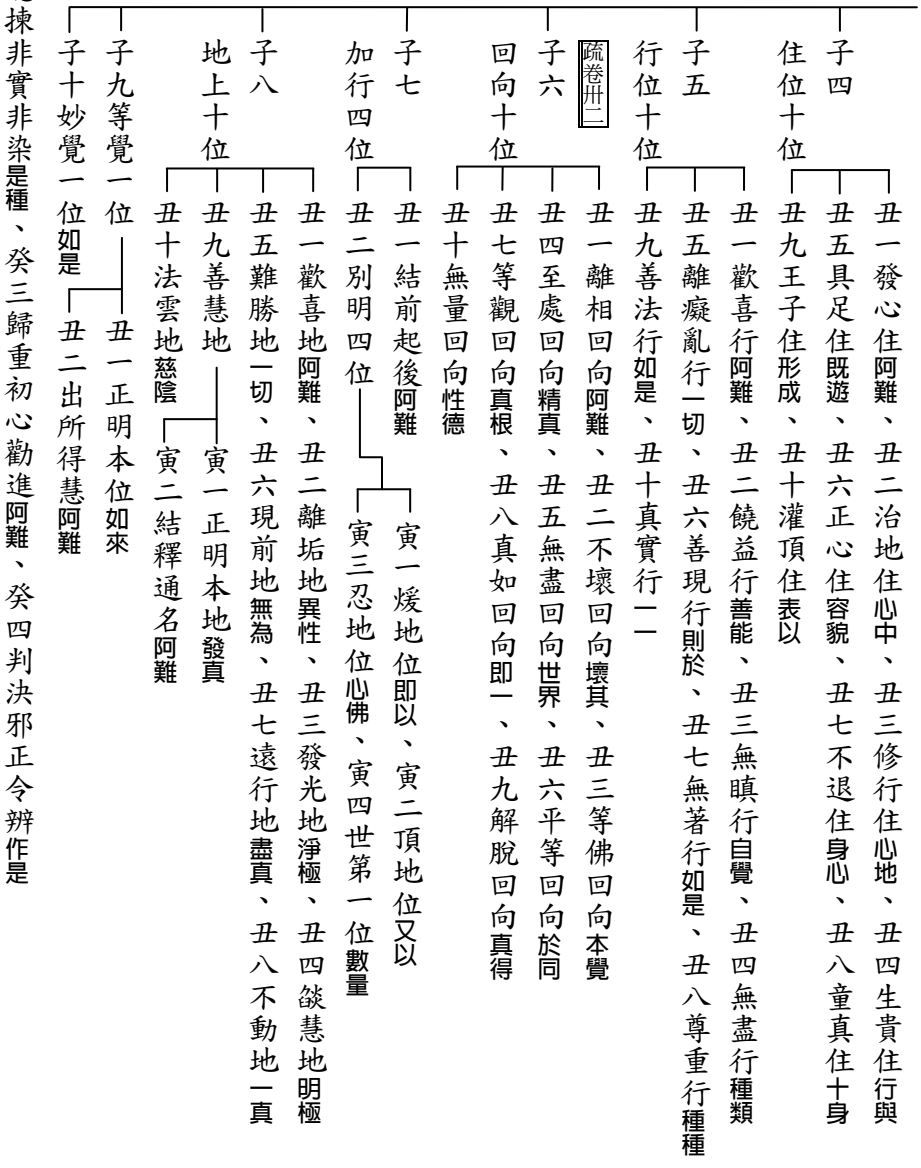 子四
住位十位
丑一發心住阿難、丑二治地住心中、丑三修行住心地、丑四生貴住行與
丑五具足住既遊、丑六正心住容貌、丑七不退住身心、丑八童真住十身
丑九王子住形成、丑十灌頂住表以
子五
行位十位
丑一歡喜行阿難、丑二饒益行善能、丑三無瞋行自覺、丑四無盡行種類
丑五離癡亂行一切、丑六善現行則於、丑七無著行如是、丑八尊重行種種
丑九善法行如是、丑十真實行一一
疏卷卅二
子六
回向十位
丑一離相回向阿難、丑二不壞回向壞其、丑三等佛回向本覺
丑四至處回向精真、丑五無盡回向世界、丑六平等回向於同
丑七等觀回向真根、丑八真如回向即一、丑九解脫回向真得
丑十無量回向性德
子七
加行四位
丑一結前起後阿難
丑二別明四位
寅一煖地位即以、寅二頂地位又以
寅三忍地位心佛、寅四世第一位數量
子八
地上十位
丑一歡喜地阿難、丑二離垢地異性、丑三發光地淨極、丑四燄慧地明極
丑五難勝地一切、丑六現前地無為、丑七遠行地盡真、丑八不動地一真
丑九善慧地
寅一正明本地發真
寅二結釋通名阿難
丑十法雲地慈陰
子九等覺一位
丑一正明本位如來
丑二出所得慧阿難
子十妙覺一位如是
揀非實非染是種、癸三歸重初心勸進阿難、癸四判決邪正令辨作是